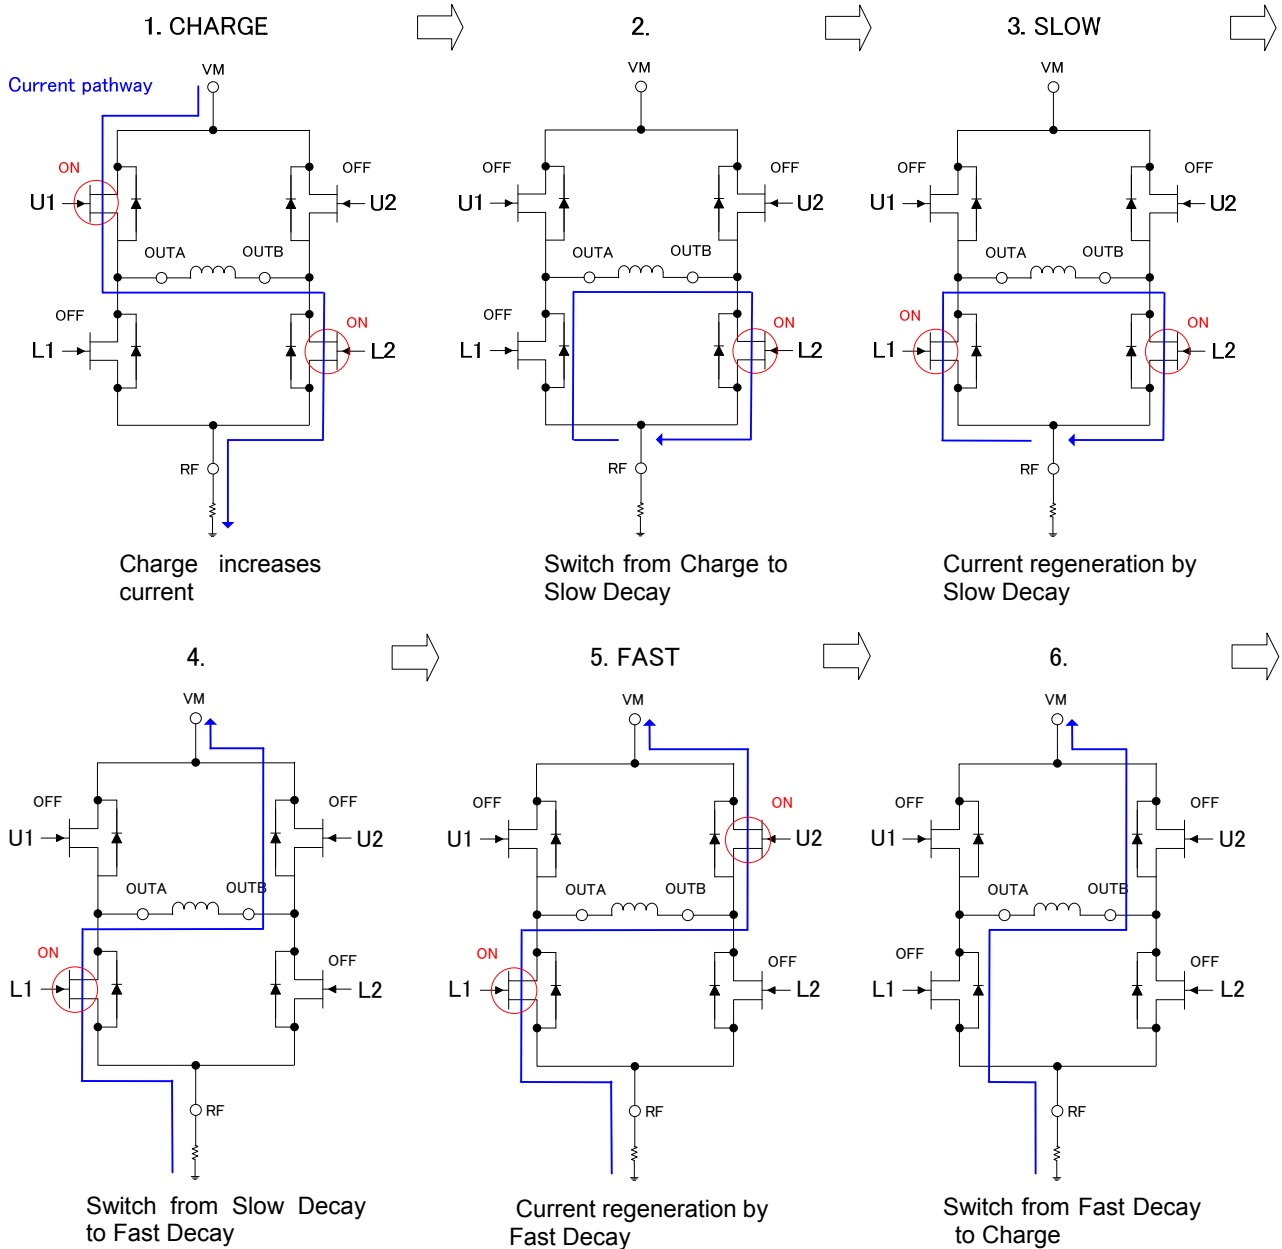 1. CHARGE
2.
3. SLOW
Current pathway
VM
ON
OFF
U1
U2
OUTA
OUTB
OFF
ON
L1
L2
RF
Charge increases
current
VM
OFF
OFF
U1
U2
OUTA
OUTB
OFF
ON
L1
L2
RF
Switch from Charge to
Slow Decay
VM
OFF
OFF
U1
U2
OUTA
OUTB
ON
ON
L1
L2
RF
Current regeneration by
Slow Decay
4.
5. FAST
6.
VM
OFF
OFF
U1
U2
OUTA
OUTB
ON
OFF
L1
L2
RF
Switch from Slow Decay
to Fast Decay
VM
OFF
ON
U1
U2
OUTA
OUTB
ON
OFF
L1
L2
RF
Current regeneration by
Fast Decay
VM
OFF
OFF
U1
U2
OUTA
OUTB
OFF
OFF
L1
L2
RF
Switch from Fast Decay
to Charge